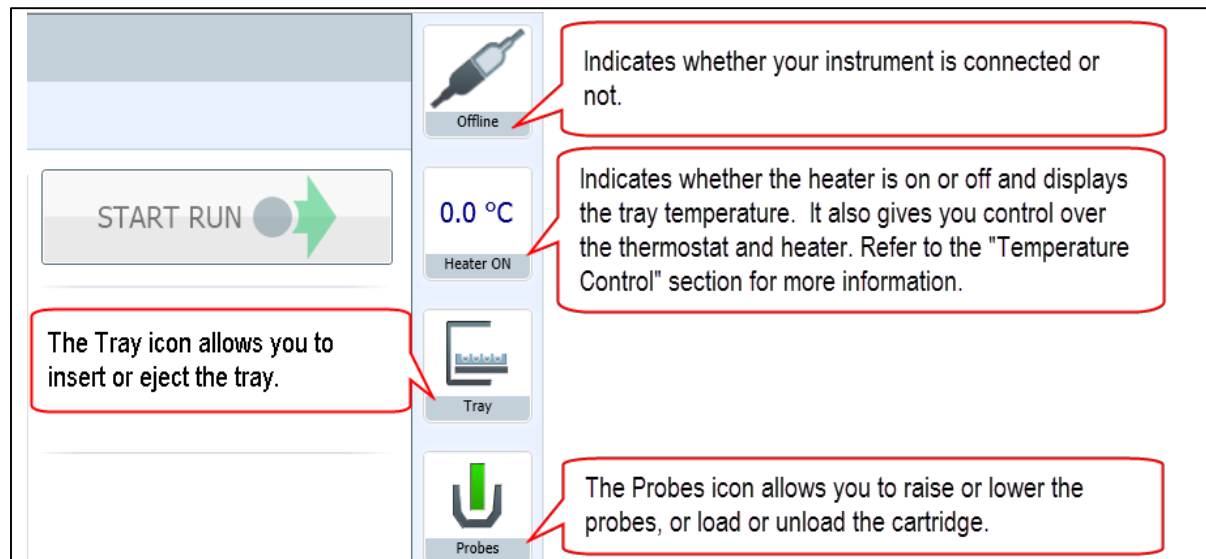 Offline
Indicates whether your instrument is connected or
not.
START RUN
0.0 °C
Heater ON
Indicates whether the heater is on or off and displays
the tray temperature.  It also gives you control over
the thermostat and heater. Refer to the "Temperature
Control" section for more information.
The Tray icon allows you to
insert or eject the tray.
Tray
The Probes icon allows you to raise or lower the
probes, or load or unload the cartridge.
Probes